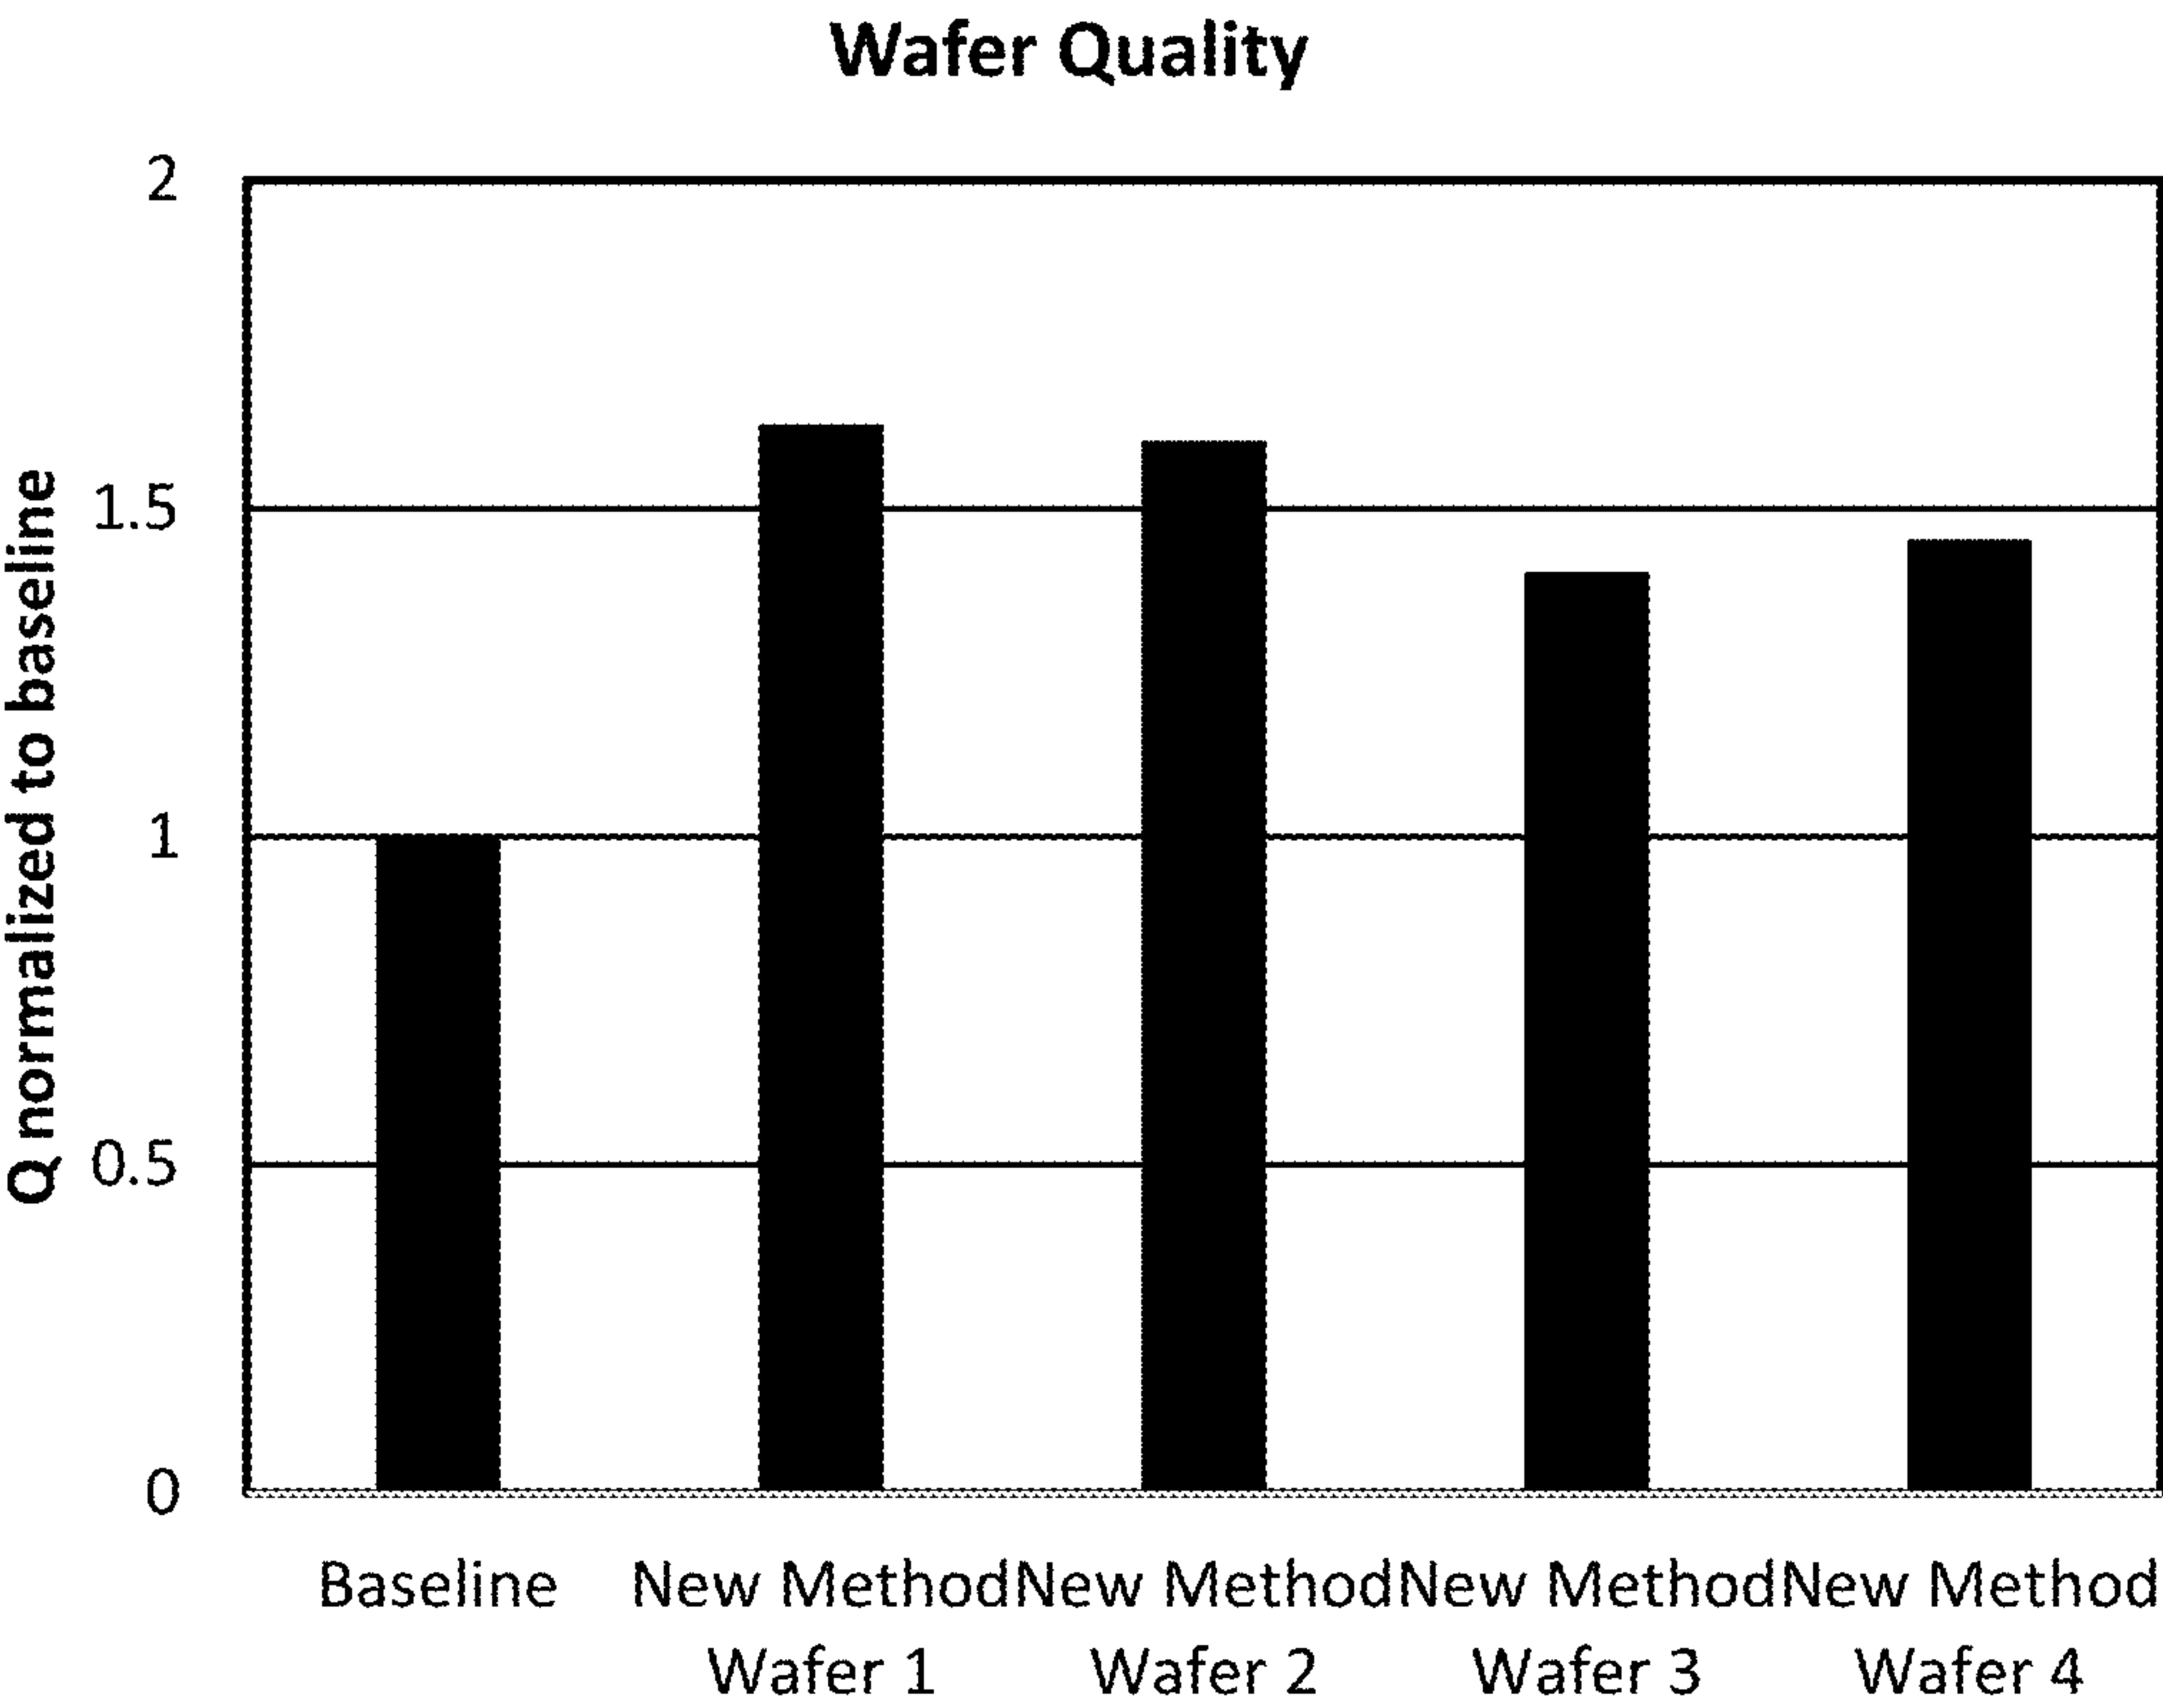 Wafer Quality
Q normalized to baseline
2
1.5
1
0.5
0
Baseline
New Method
Wafer 1
New Method
Wafer 2
New Method
Wafer 3
New Method
Wafer 4